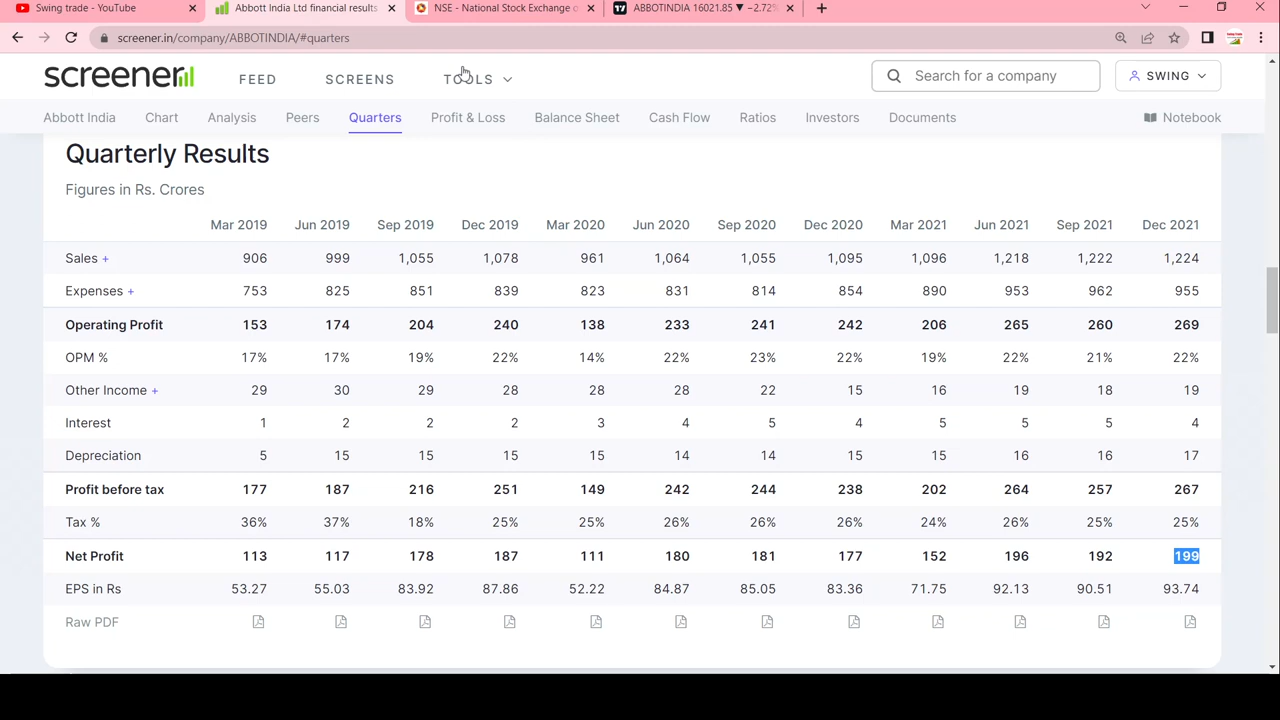 Swing trade - YouTube
Abbott India Ltd financial results
NSE - National Stock Exchange o
ABBOTINDIA 16021.85 ▼ −2.72%
screener.in/company/ABBOTINDIA/#quarters
screener
FEED
SCREENS
TOOLS
Search for a company
SWING
Abbott India Chart Analysis Peers Quarters Profit & Loss Balance Sheet Cash Flow Ratios Investors Documents Notebook
Quarterly Results
Figures in Rs. Crores
Mar 2019 Jun 2019 Sep 2019 Dec 2019 Mar 2020 Jun 2020 Sep 2020 Dec 2020 Mar 2021 Jun 2021 Sep 2021 Dec 2021
Sales + 906 999 1,055 1,078 961 1,064 1,055 1,095 1,096 1,218 1,222 1,224
Expenses + 753 825 851 839 823 831 814 854 890 953 962 955
Operating Profit 153 174 204 240 138 233 241 242 206 265 260 269
OPM % 17% 17% 19% 22% 14% 22% 23% 22% 19% 22% 21% 22%
Other Income + 29 30 29 28 28 28 22 15 16 19 18 19
Interest 1 2 2 2 3 4 5 4 5 5 5 4
Depreciation 5 15 15 15 15 14 14 15 15 16 16 17
Profit before tax 177 187 216 251 149 242 244 238 202 264 257 267
Tax % 36% 37% 18% 25% 25% 26% 26% 26% 24% 26% 25% 25%
Net Profit 113 117 178 187 111 180 181 177 152 196 192 199
EPS in Rs 53.27 55.03 83.92 87.86 52.22 84.87 85.05 83.36 71.75 92.13 90.51 93.74
Raw PDF